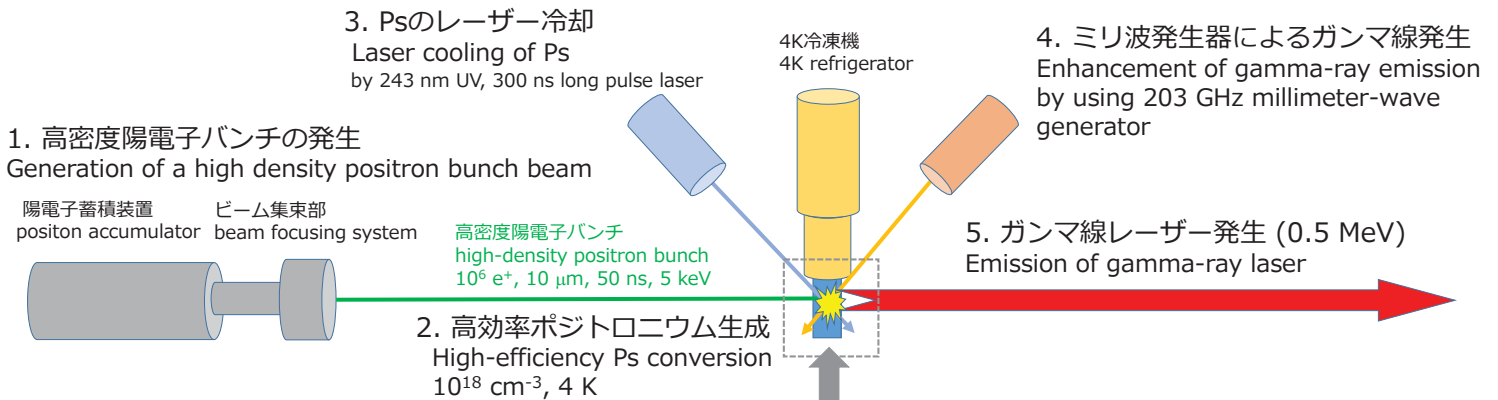 1. 高密度陽電子バンチの発生
Generation of a high density positron bunch beam
陽電子蓄積装置
positon accumulator
ビーム集束部
beam focusing system
高密度陽電子バンチ
high-density positron bunch
10⁶ e⁺, 10 μm, 50 ns, 5 keV
2. 高効率ポジトロニウム生成
High-efficiency Ps conversion
10¹⁸ cm⁻³, 4 K
3. Psのレーザー冷却
Laser cooling of Ps
by 243 nm UV, 300 ns long pulse laser
4K冷凍機
4K refrigerator
4. ミリ波発生器によるガンマ線発生
Enhancement of gamma-ray emission
by using 203 GHz millimeter-wave
generator
5. ガンマ線レーザー発生 (0.5 MeV)
Emission of gamma-ray laser